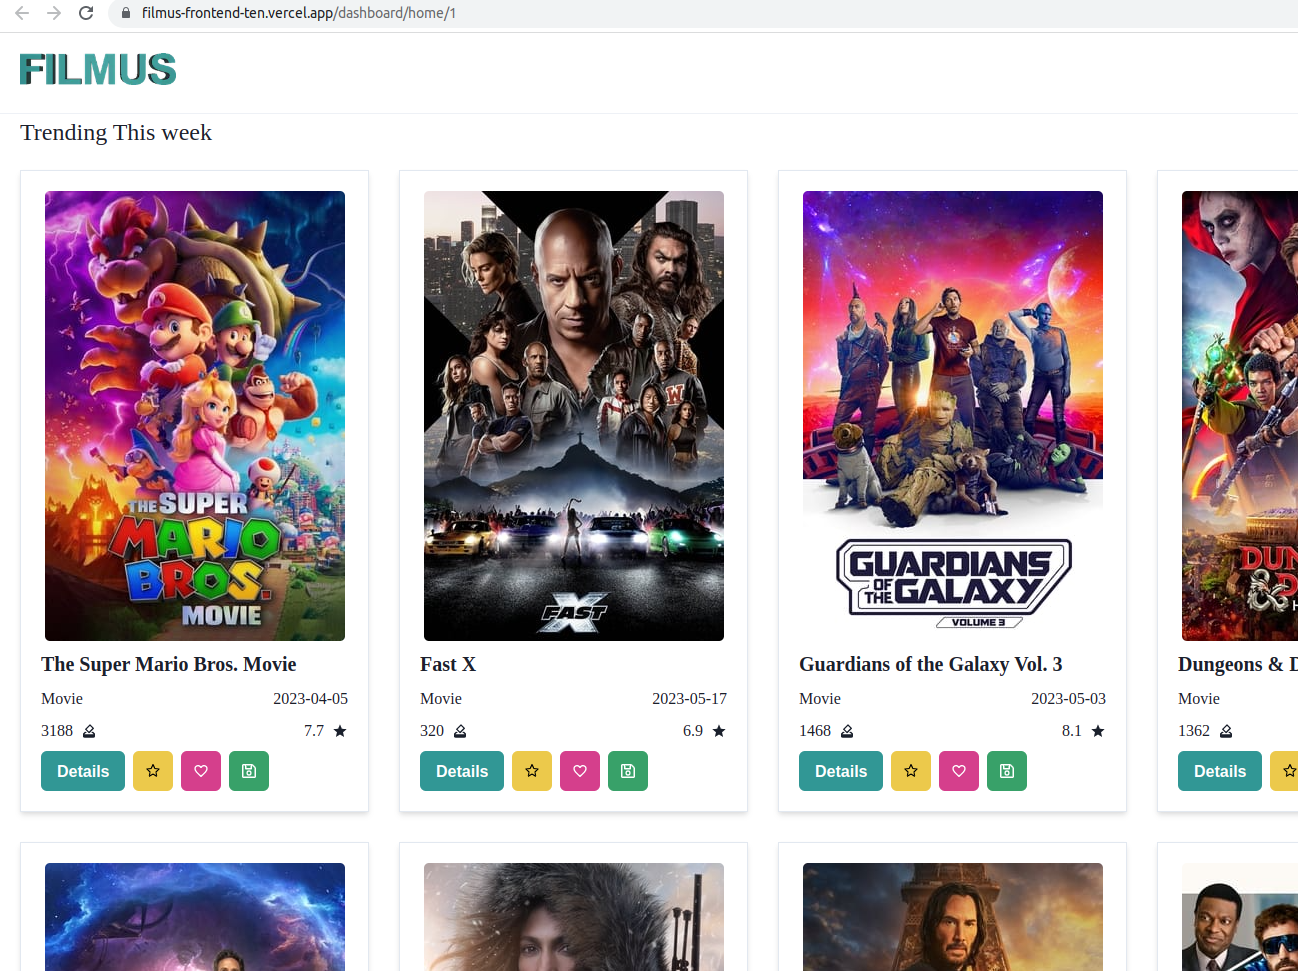 filmus-frontend-ten.vercel.app/dashboard/home/1
FILMUS
Trending This week
THE SUPER
MARIO
BROS.
MOVIE
The Super Mario Bros. Movie
Movie 2023-04-05
3188 7.7
Details
W
FAST X
Fast X
Movie 2023-05-17
320 6.9
Details
GUARDIANS
OF THE GALAXY
VOLUME 3
Guardians of the Galaxy Vol. 3
Movie 2023-05-03
1468 8.1
Details
DUN
Dungeons & D
Movie
1362
Details